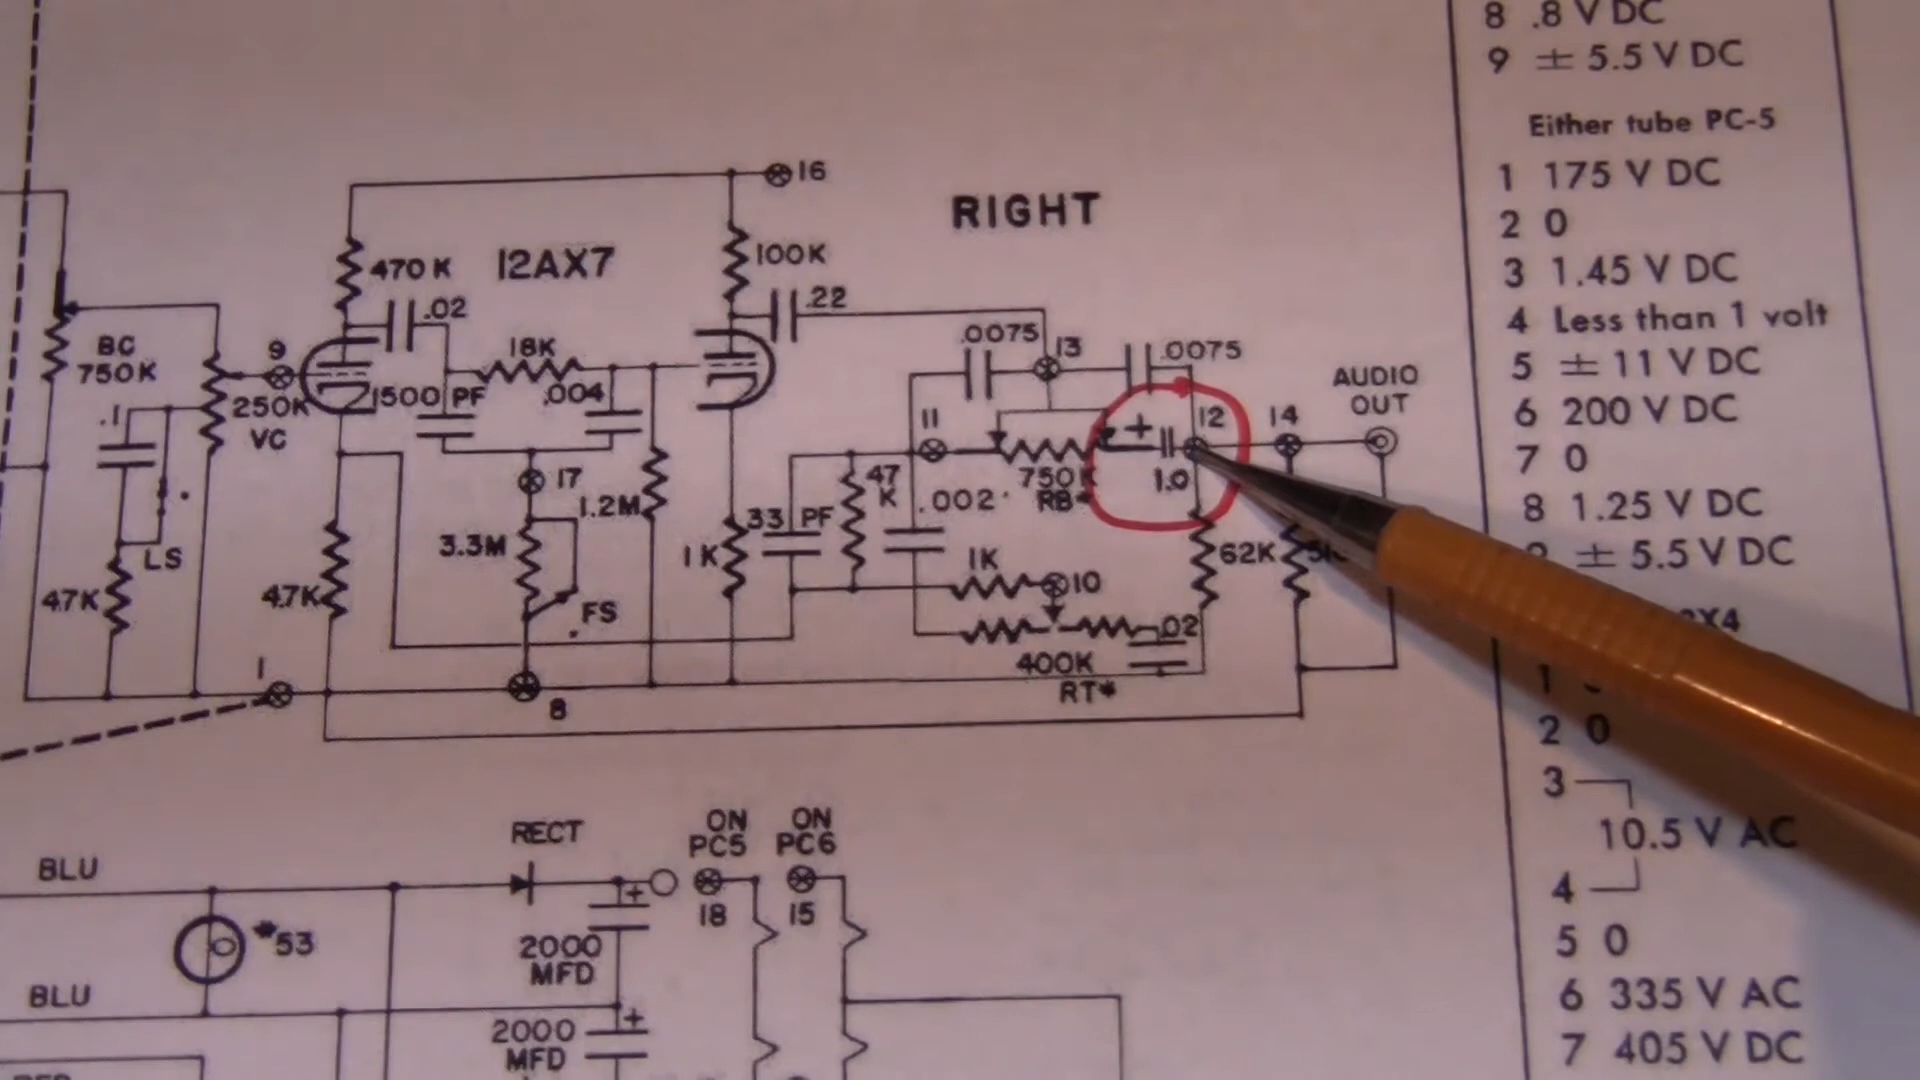 16
RIGHT
470 K
12AX7
100K
.02
.22
BC
750K
9
18K
.0075
13
.0075
AUDIO
OUT
.1
250K
VC
1500 PF
.004
11
+
12
14
17
1.2M
47
K
.002
750K
RB
1.0
LS
47K
47K
3.3M
FS
1K
33 PF
1K
10
62K
.02
400K
RT*
1
8
RECT
ON
PC5
ON
PC6
BLU
+
18
15
*53
2000
MFD
BLU
+
2000
MFD
8 .8 V DC
9 ± 5.5 V DC
Either tube PC-5
1 175 V DC
2 0
3 1.45 V DC
4 Less than 1 volt
5 ± 11 V DC
6 200 V DC
7 0
8 1.25 V DC
± 5.5 V DC
X4
1
2 0
3
10.5 V AC
4
5 0
6 335 V AC
7 405 V DC